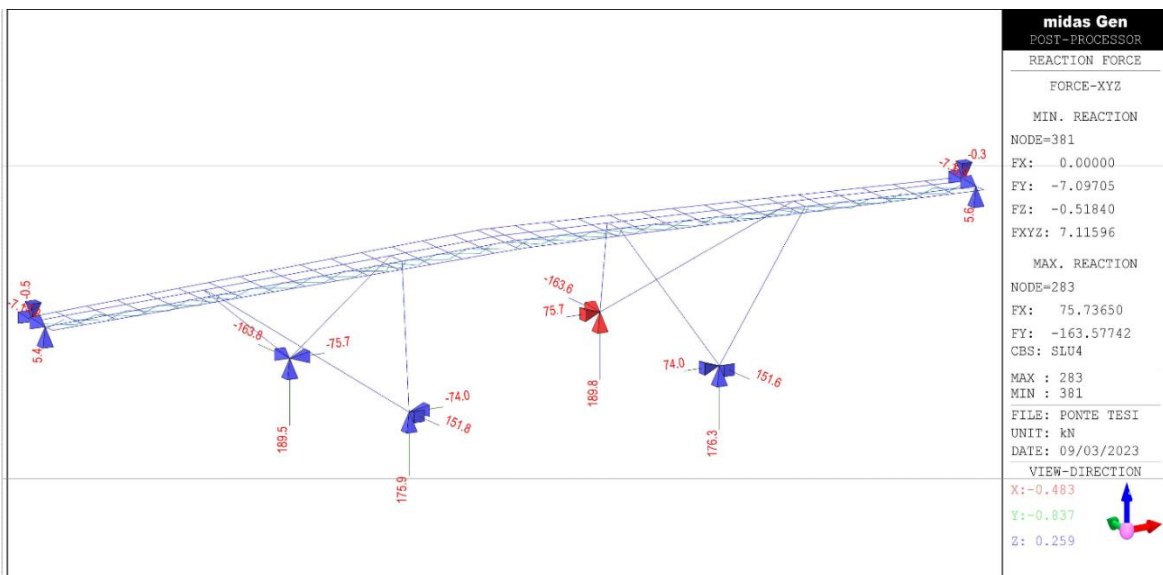 midas Gen
POST-PROCESSOR
REACTION FORCE
FORCE-XYZ
MIN. REACTION
NODE=381
FX: 0.00000
FY: -7.09705
FZ: -0.51840
FXYZ: 7.11596
MAX. REACTION
NODE=283
FX: 75.73650
FY: -163.57742
CBS: SLU4
MAX : 283
MIN : 381
FILE: PONTE TESI
UNIT: kN
DATE: 09/03/2023
VIEW-DIRECTION
X:-0.483
Y:-0.837
Z: 0.259
-0.3
5.6
-0.5
5.4
-163.8
-75.7
189.5
-74.0
151.8
175.9
-163.6
75.7
189.8
74.0
151.6
176.3